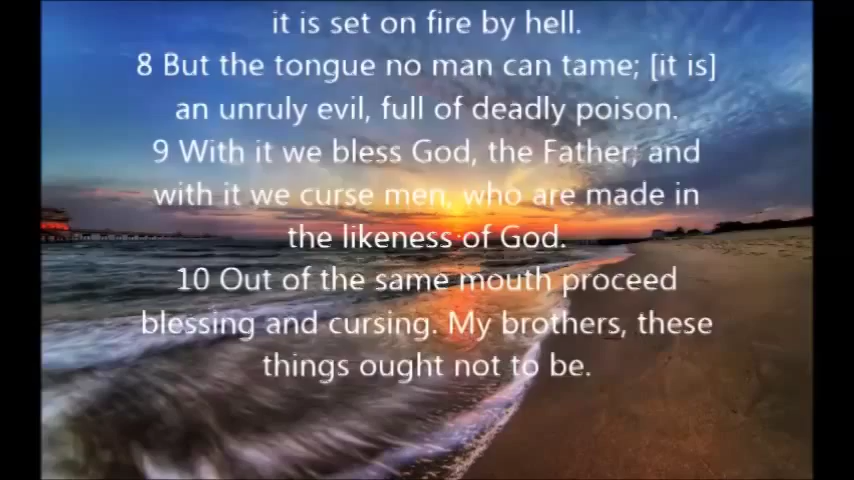 it is set on fire by hell.
8 But the tongue no man can tame; [it is]
an unruly evil, full of deadly poison.
9 With it we bless God, the Father; and
with it we curse men, who are made in
the likeness of God.
10 Out of the same mouth proceed
blessing and cursing. My brothers, these
things ought not to be.